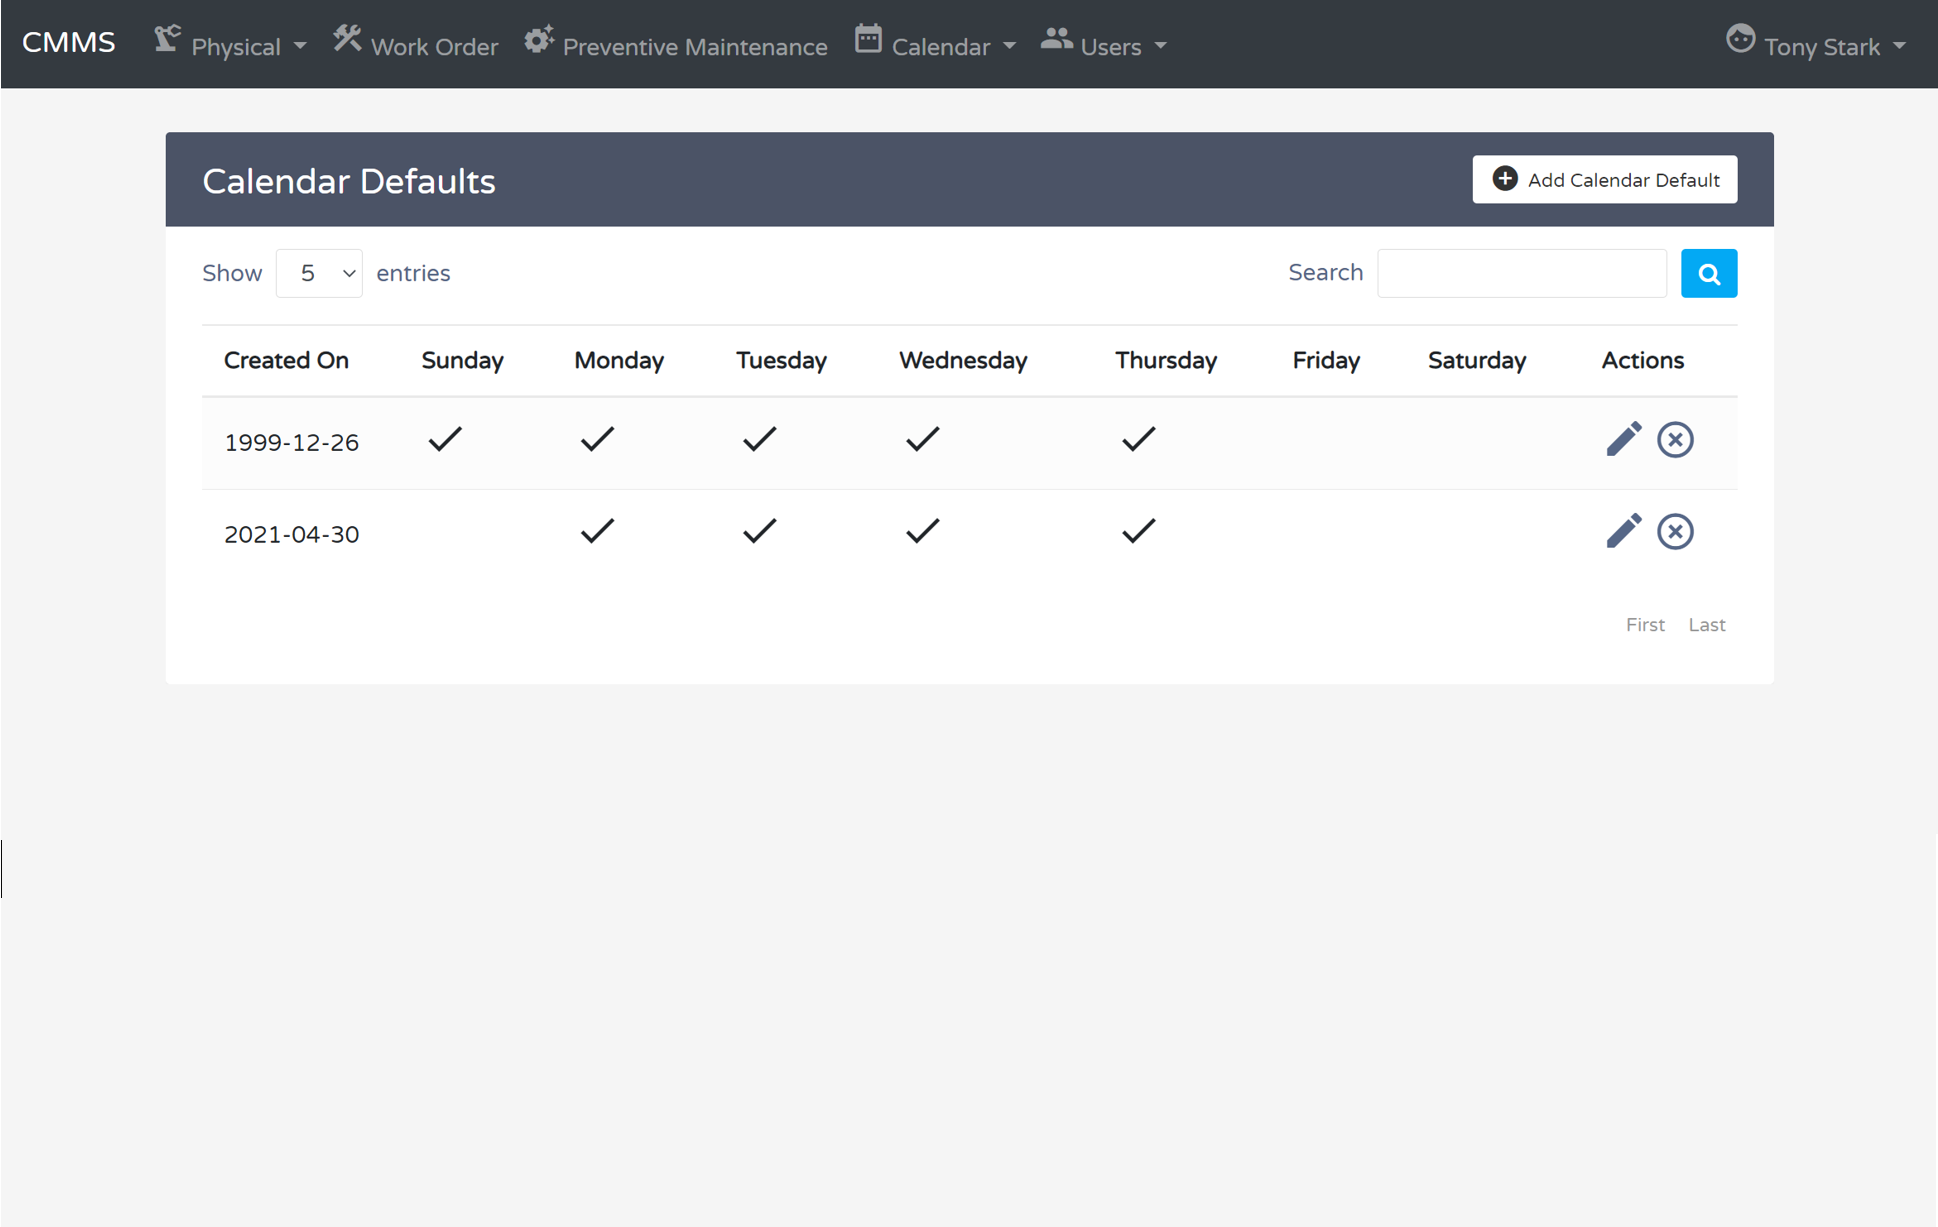 CMMS Physical Work Order Preventive Maintenance Calendar Users Tony Stark
Calendar Defaults Add Calendar Default
Show 5 entries Search
Created On Sunday Monday Tuesday Wednesday Thursday Friday Saturday Actions
1999-12-26
2021-04-30
First Last